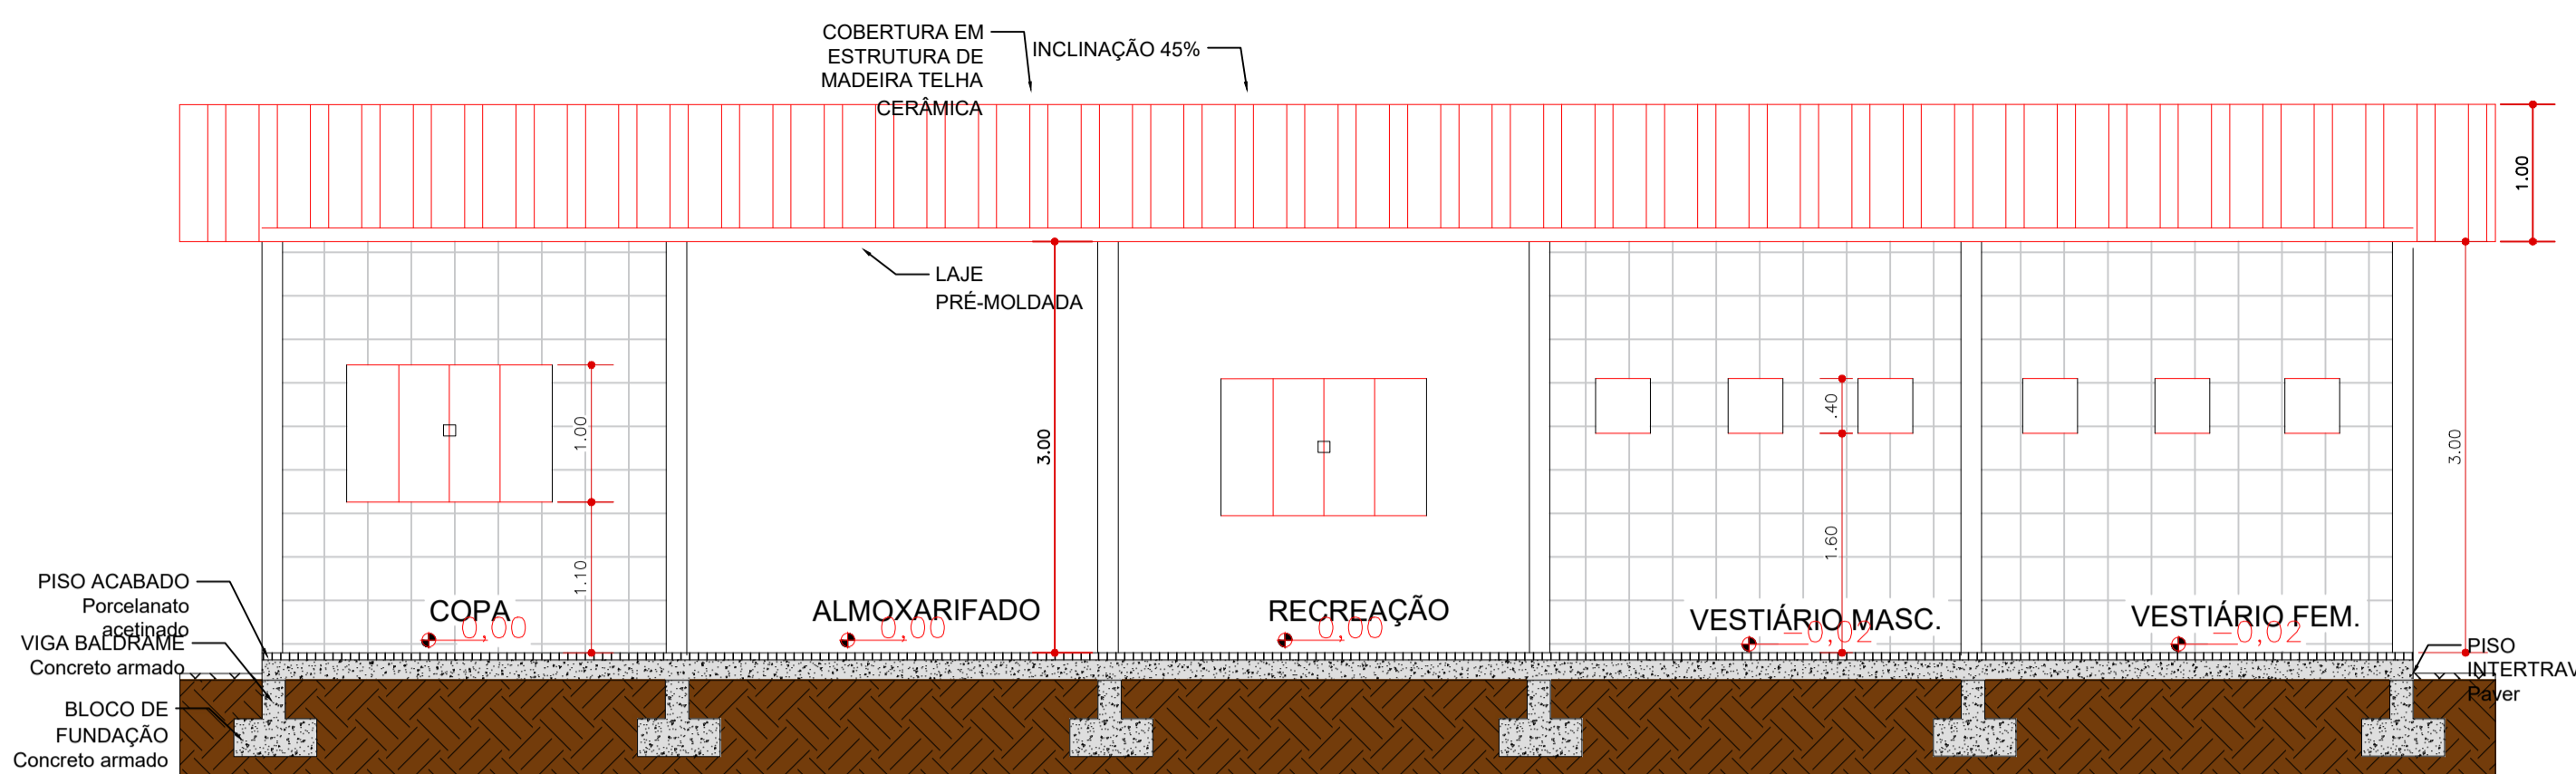 COBERTURA EM
ESTRUTURA DE
MADEIRA TELHA
CERÂMICA
INCLINAÇÃO 45%
1.00
LAJE
PRÉ-MOLDADA
3.00
1.00
1.10
.40
1.60
3.00
COPA
0,00
ALMOXARIFADO
0,00
RECREAÇÃO
0,00
VESTIÁRIO MASC.
-0,02
VESTIÁRIO FEM.
-0,02
PISO ACABADO
Porcelanato
acetinado
VIGA BALDRAME
Concreto armado
BLOCO DE
FUNDAÇÃO
Concreto armado
PISO
INTERTRAV
Paver